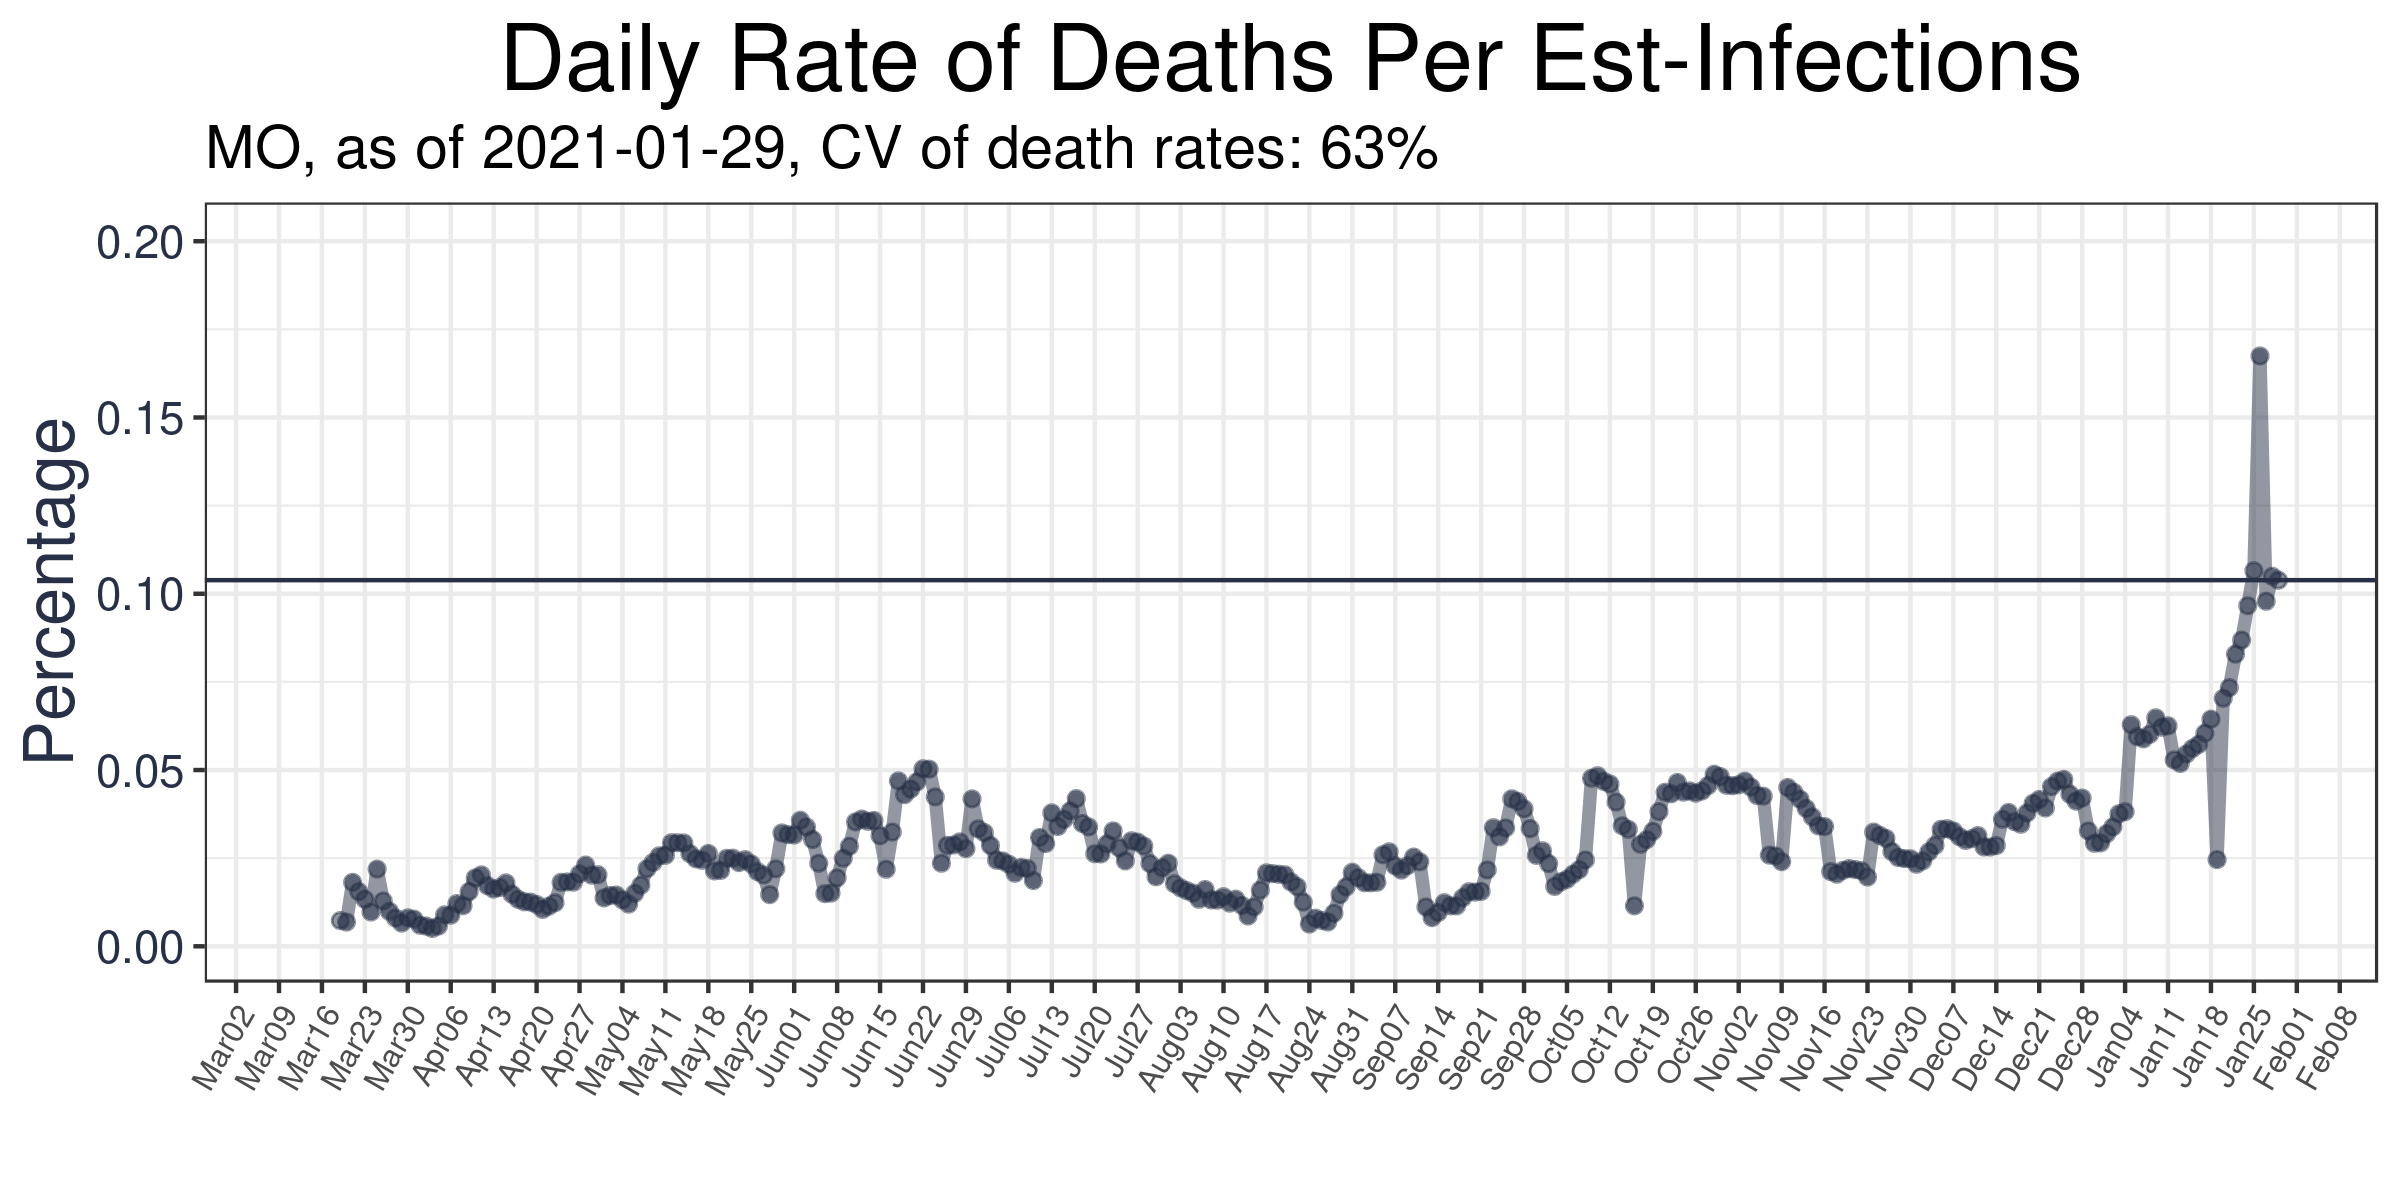 Daily Rate of Deaths Per Est-Infections
MO, as of 2021-01-29, CV of death rates: 63%
Percentage
0.20
0.15
0.10
0.05
0.00
Mar02
Mar09
Mar16
Mar23
Mar30
Apr06
Apr13
Apr20
Apr27
May04
May11
May18
May25
Jun01
Jun08
Jun15
Jun22
Jun29
Jul06
Jul13
Jul20
Jul27
Aug03
Aug10
Aug17
Aug24
Aug31
Sep07
Sep14
Sep21
Sep28
Oct05
Oct12
Oct19
Oct26
Nov02
Nov09
Nov16
Nov23
Nov30
Dec07
Dec14
Dec21
Dec28
Jan04
Jan11
Jan18
Jan25
Feb01
Feb08